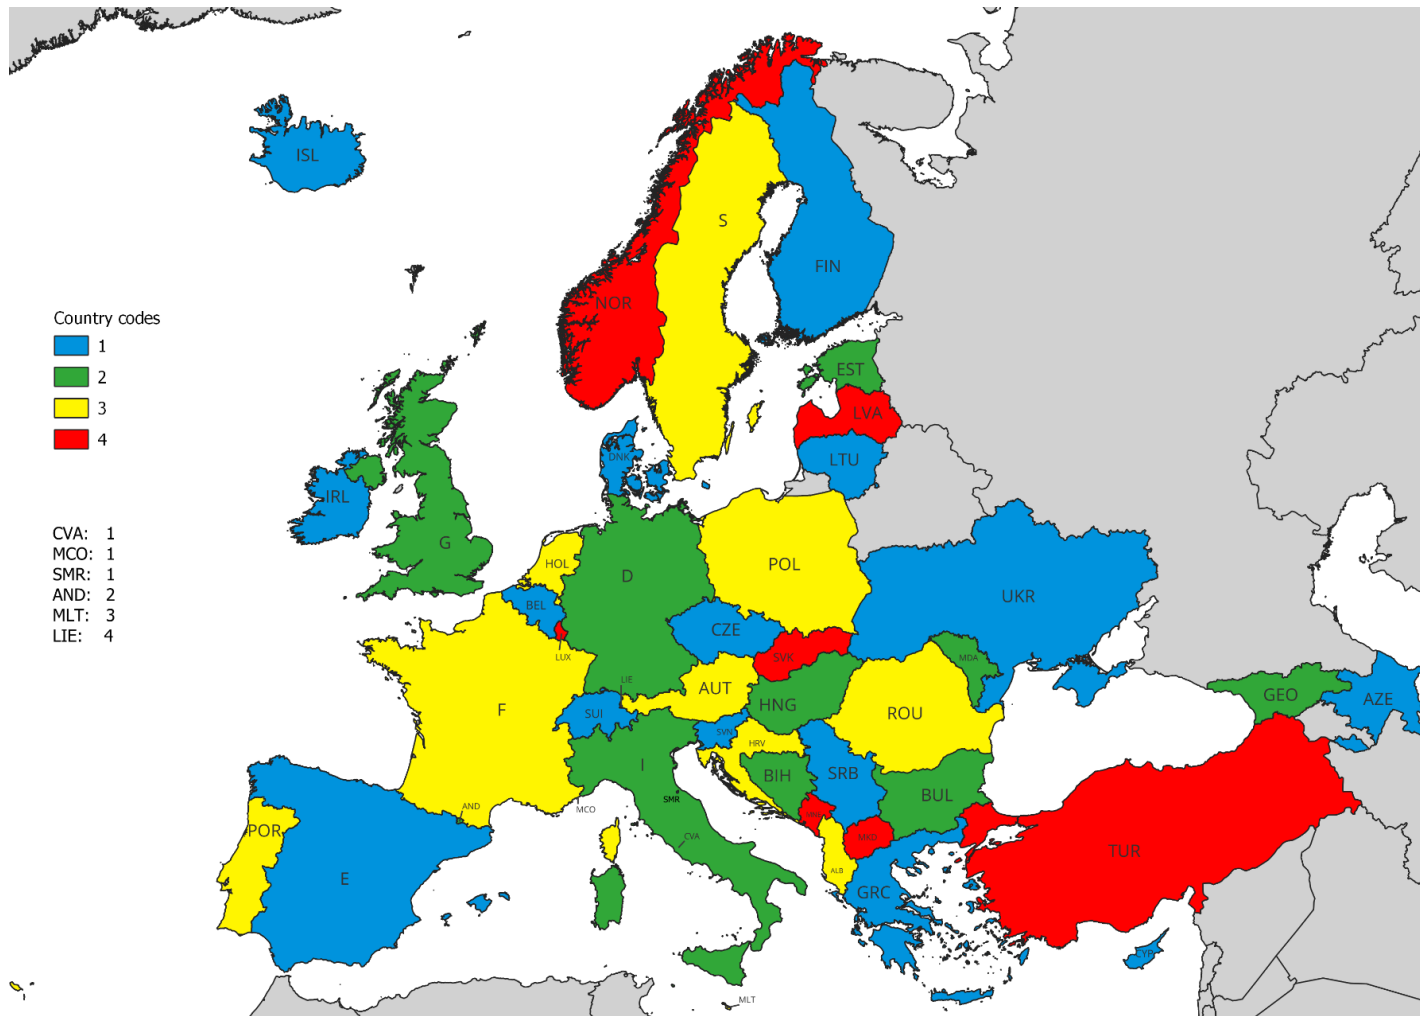 ISL
S
FIN
NOR
Country codes
1
2
3
4
EST
LVA
LTU
DNK
IRL
G
HOL
D
POL
BEL
UKR
CZE
LUX
SVK
MDA
LIE
AUT
HNG
F
SUI
ROU
GEO
AZE
SVN
HRV
I
BIH
SRB
BUL
SMR
AND
MCO
MKD
POR
CVA
TUR
ALB
E
GRC
CYP
MLT
CVA: 1
MCO: 1
SMR: 1
AND: 2
MLT: 3
LIE: 4